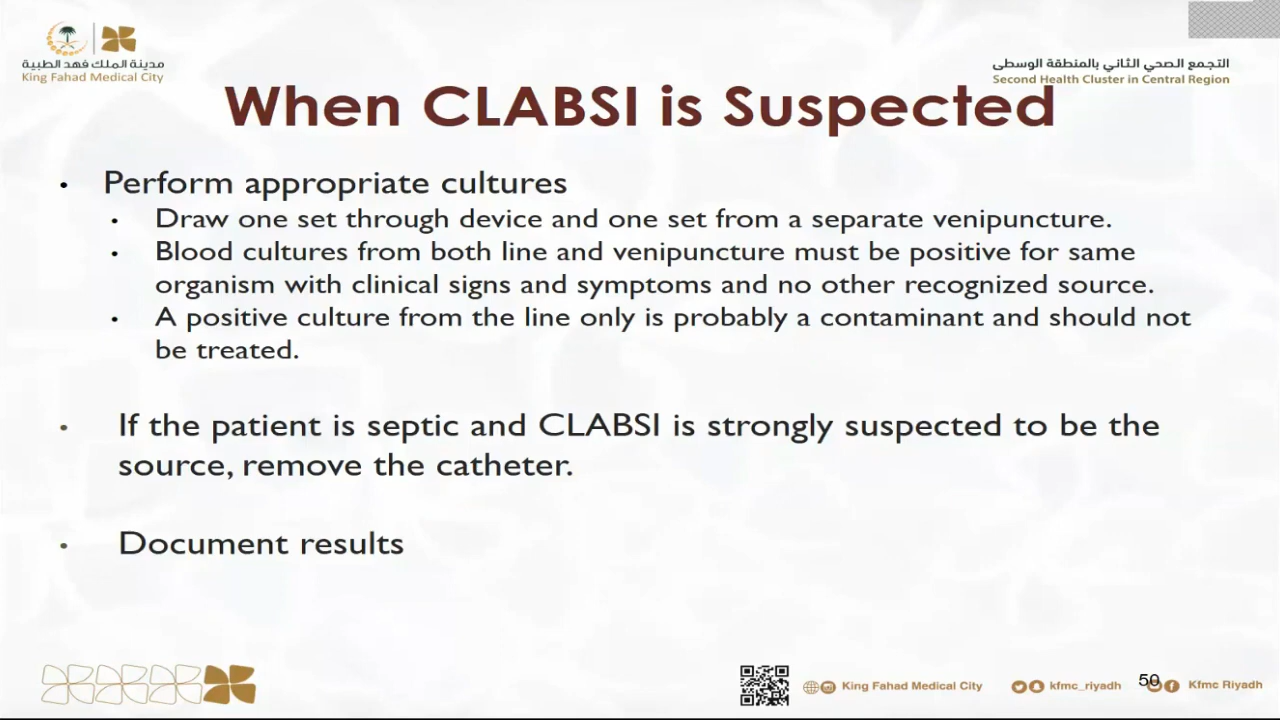 مدينة الملك فهد الطبية
King Fahad Medical City
التجمع الصحي الثاني بالمنطقة الوسطى
Second Health Cluster in Central Region
When CLABSI is Suspected
• Perform appropriate cultures
• Draw one set through device and one set from a separate venipuncture.
• Blood cultures from both line and venipuncture must be positive for same
organism with clinical signs and symptoms and no other recognized source.
• A positive culture from the line only is probably a contaminant and should not
be treated.
• If the patient is septic and CLABSI is strongly suspected to be the
source, remove the catheter.
• Document results
King Fahad Medical City
kfmc_riyadh
50
Kfmc Riyadh